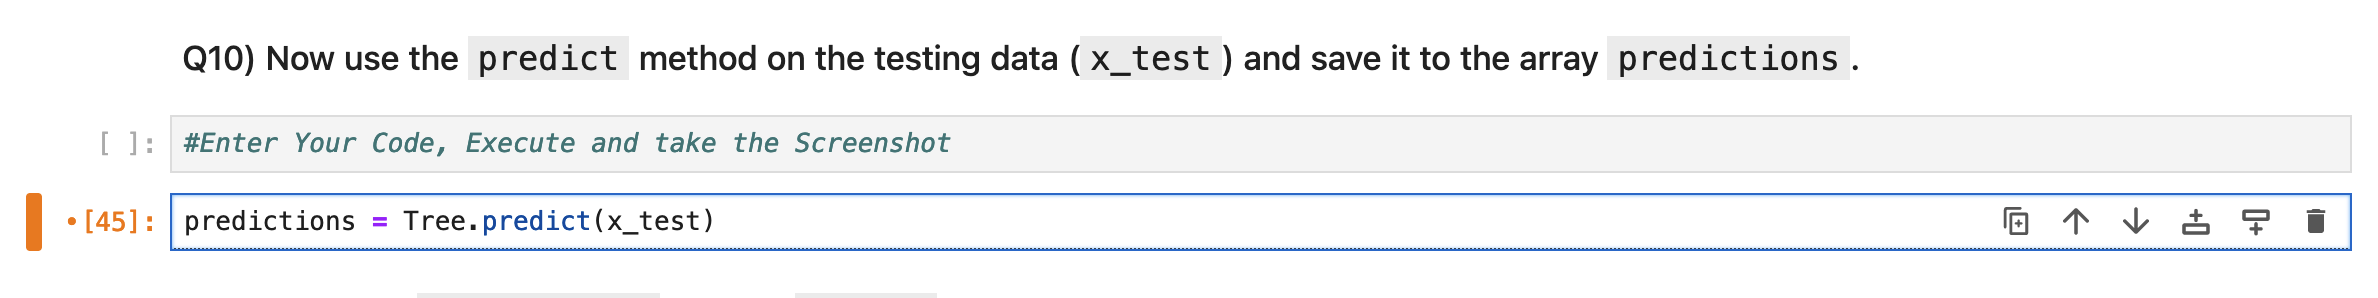 Q10) Now use the predict method on the testing data (x_test) and save it to the array predictions.
[ ]: #Enter Your Code, Execute and take the Screenshot
•[45]: predictions = Tree.predict(x_test)